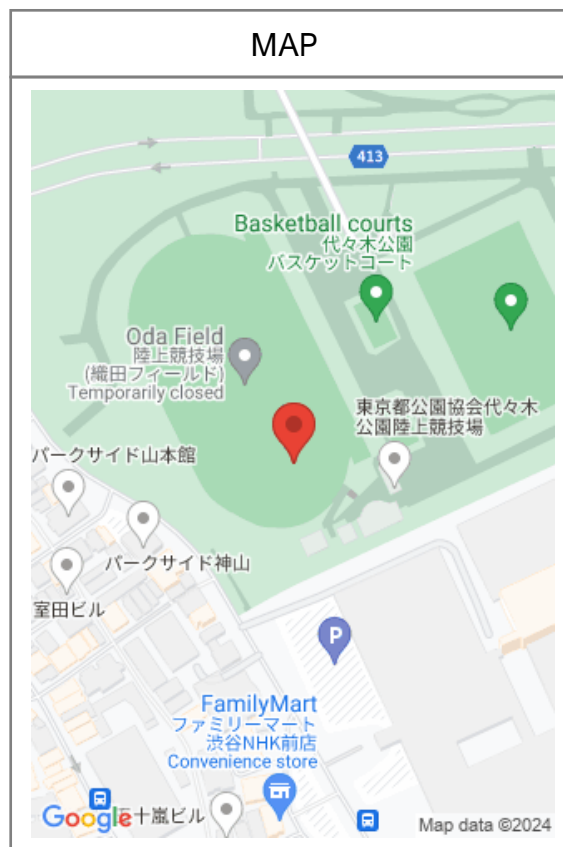 MAP
413
Basketball courts
代々木公園
バスケットコート
Oda Field
陸上競技場
(織田フィールド)
Temporarily closed
東京都公園協会代々木
公園陸上競技場
パークサイド山本館
パークサイド神山
室田ビル
P
FamilyMart
ファミリーマート
渋谷NHK前店
Convenience store
Google
十嵐ビル
Map data ©2024